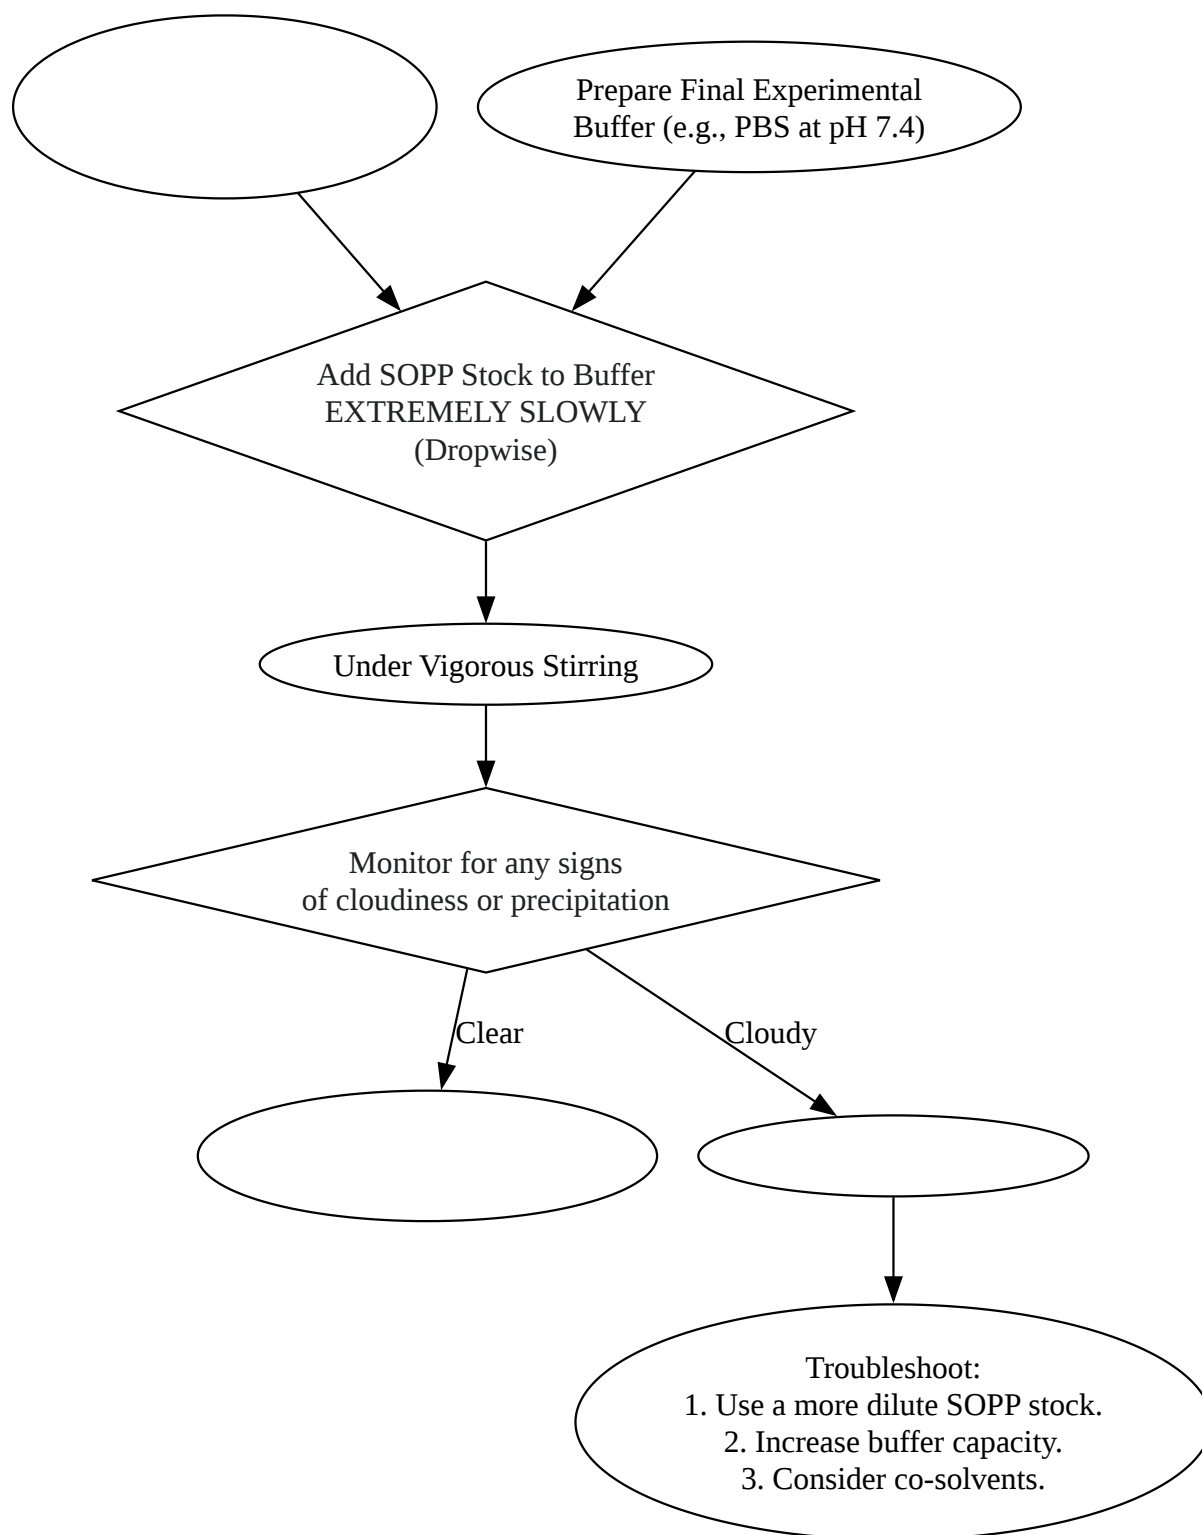 Prepare Final Experimental
Buffer (e.g., PBS at pH 7.4)
Add SOPP Stock to Buffer
EXTREMELY SLOWLY
(Dropwise)
Under Vigorous Stirring
Monitor for any signs
of cloudiness or precipitation
Clear
Cloudy
Troubleshoot:
1. Use a more dilute SOPP stock.
2. Increase buffer capacity.
3. Consider co-solvents.